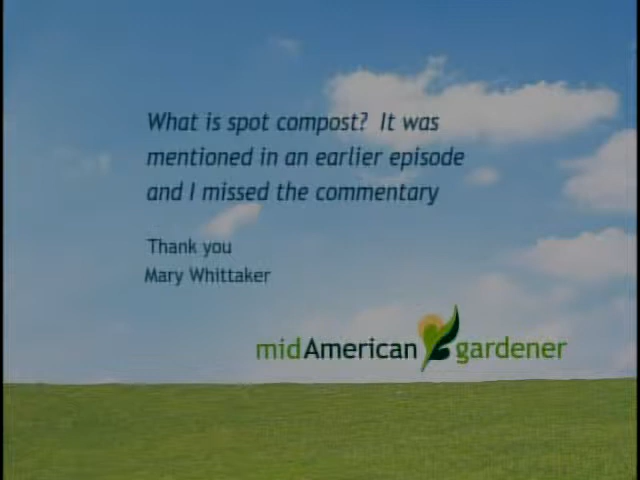 What is spot compost? It was
mentioned in an earlier episode
and I missed the commentary
Thank you
Mary Whittaker
midAmerican gardener